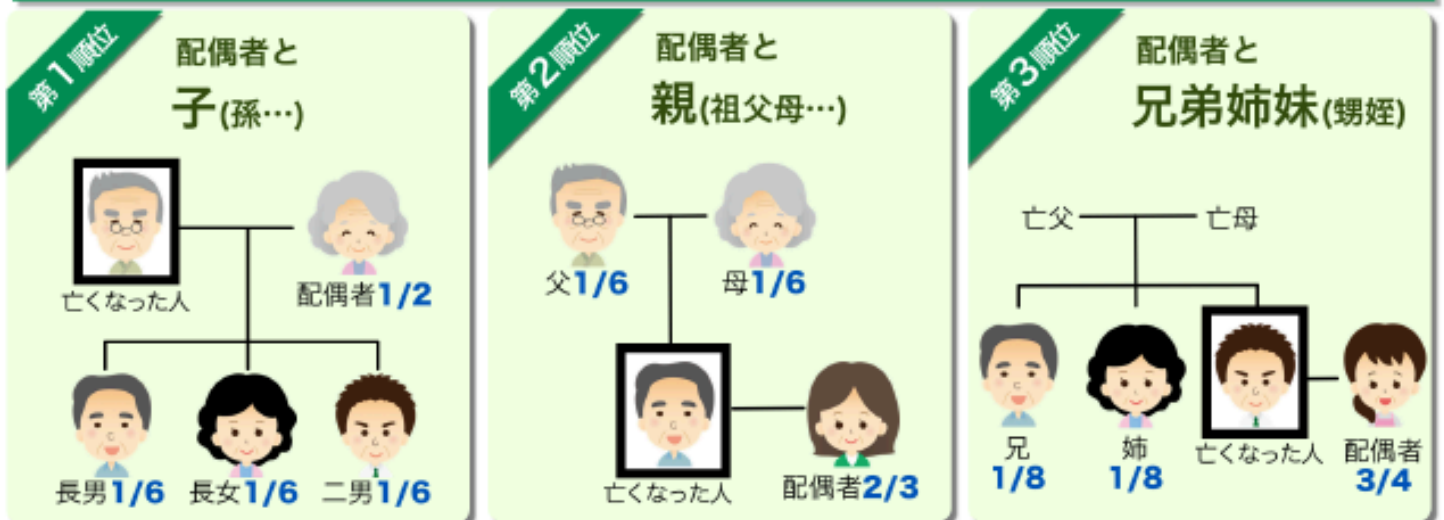 第1順位
配偶者と
子(孫…)
亡くなった人
配偶者1/2
長男1/6
長女1/6
二男1/6
第2順位
配偶者と
親(祖父母…)
父1/6
母1/6
亡くなった人
配偶者2/3
第3順位
配偶者と
兄弟姉妹(甥姪)
亡父
亡母
兄
1/8
姉
1/8
亡くなった人
配偶者
3/4